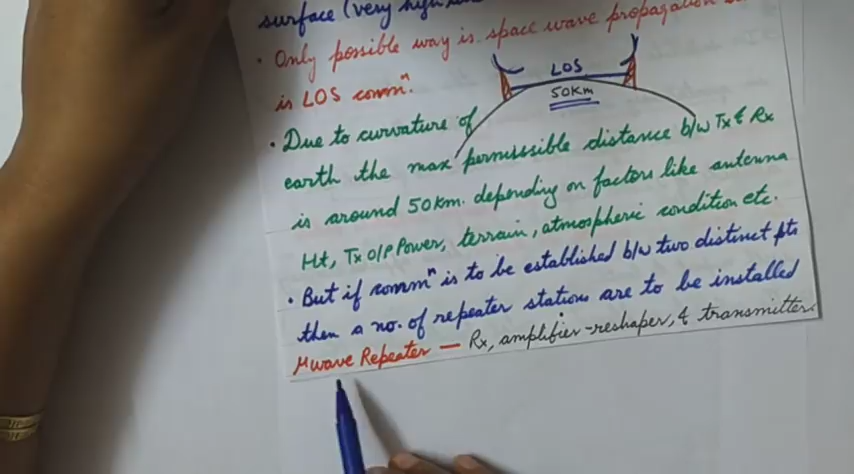 surface (very high
• Only possible way is space wave propagation
is LOS commⁿ.
LOS
50Km
• Due to curvature of
earth the max permissible distance b/w Tx & Rx
is around 50km. depending on factors like antenna
Ht, Tx O/P Power, terrain, atmospheric condition etc.
• But if commⁿ is to be established b/w two distinct pts
then a no. of repeater stations are to be installed
μwave Repeater — Rx, amplifier-reshaper, & transmitter.